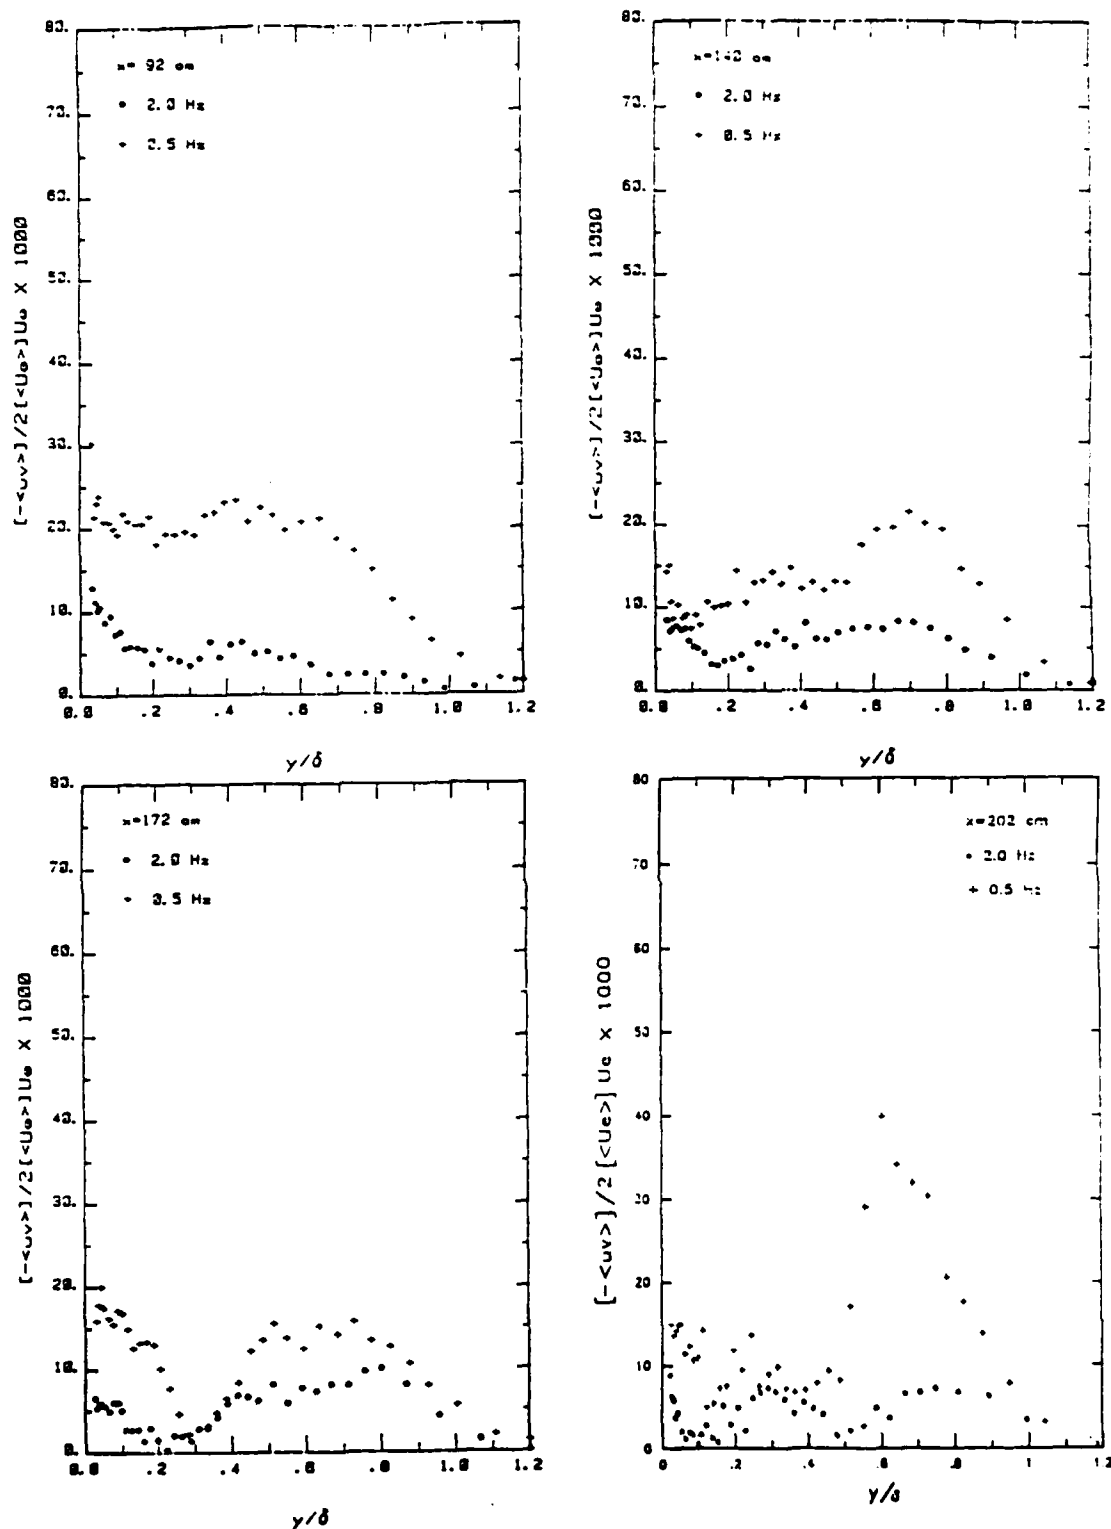 80.
70.
60.
50.
40.
30.
20.
10.
0.
x= 92 cm
2.0 Hz
0.5 Hz
[-<uv>]/2[<Ue>]Ue X 1000
0.0 .2 .4 .6 .8 1.0 1.2
y/δ
80.
70.
60.
50.
40.
30.
20.
10.
0.
x=140 cm
2.0 Hz
0.5 Hz
[-<uv>]/2[<Ue>]Ue X 1000
0.0 .2 .4 .6 .8 1.0 1.2
y/δ
80.
70.
60.
50.
40.
30.
20.
10.
0.
x=172 cm
2.0 Hz
0.5 Hz
[-<uv>]/2[<Ue>]Ue X 1000
0.0 .2 .4 .6 .8 1.0 1.2
y/δ
80
70
60
50
40
30
20
10
0
x=202 cm
2.0 Hz
0.5 Hz
[-<uv>]/2[<Ue>]Ue X 1000
0 .2 .4 .6 .8 1.0 1.2
y/δ